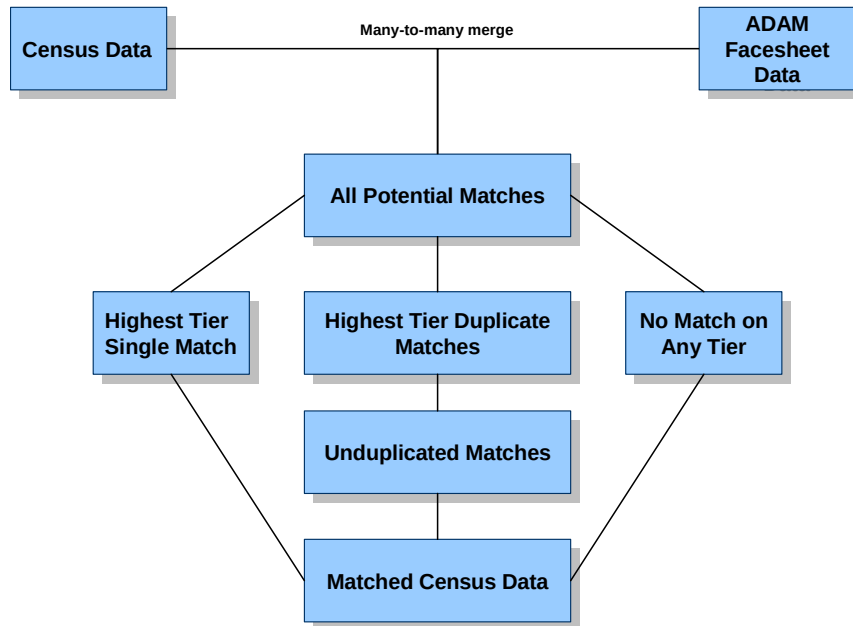 Census Data
Many-to-many merge
ADAM
Facesheet
Data
All Potential Matches
Highest Tier
Single Match
Highest Tier Duplicate
Matches
No Match on
Any Tier
Unduplicated Matches
Matched Census Data